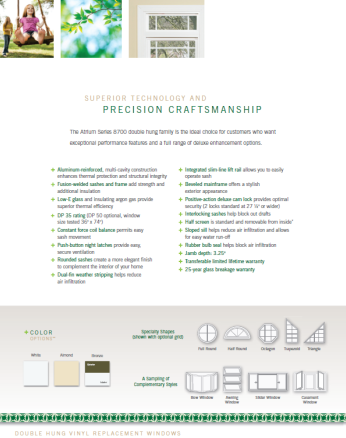 SUPERIOR TECHNOLOGY AND
PRECISION CRAFTSMANSHIP
The Atrium Series 8700 double hung family is the ideal choice for customers who want
exceptional performance features and a full range of deluxe enhancement options.
+ Aluminum-reinforced, multi-cavity construction
enhances thermal protection and structural integrity
+ Fusion-welded sashes and frame add strength and
additional insulation
+ Low-E glass and insulating argon gas provide
superior thermal efficiency
+ DP 35 rating (DP 50 optional, window
size tested 36" x 74")
+ Constant force coil balance permits easy
sash movement
+ Push-button night latches provide easy,
secure ventilation
+ Rounded sashes create a more elegant finish
to complement the interior of your home
+ Dual-fin weather stripping helps reduce
air infiltration
+ Integrated slim-line lift rail allows you to easily
operate sash
+ Beveled mainframe offers a stylish
exterior appearance
+ Positive-action deluxe cam lock provides optimal
security (2 locks standard at 27 ¼" or wider)
+ Interlocking sashes help block out drafts
+ Half screen is standard and removable from inside
+ Sloped sill helps reduce air infiltration and allows
for easy water run-off
+ Rubber bulb seal helps block air infiltration
+ Jamb depth: 3.25"
+ Transferable limited lifetime warranty
+ 25-year glass breakage warranty
+ COLOR
OPTIONS*
White
Almond
Bronze
Specialty Shapes
(shown with optional grid)
Full Round
Half Round
Octagon
Trapezoid
Triangle
A Sampling of
Complementary Styles
Bow Window
Awning
Window
Slider Window
Casement
Window
DOUBLE HUNG VINYL REPLACEMENT WINDOWS